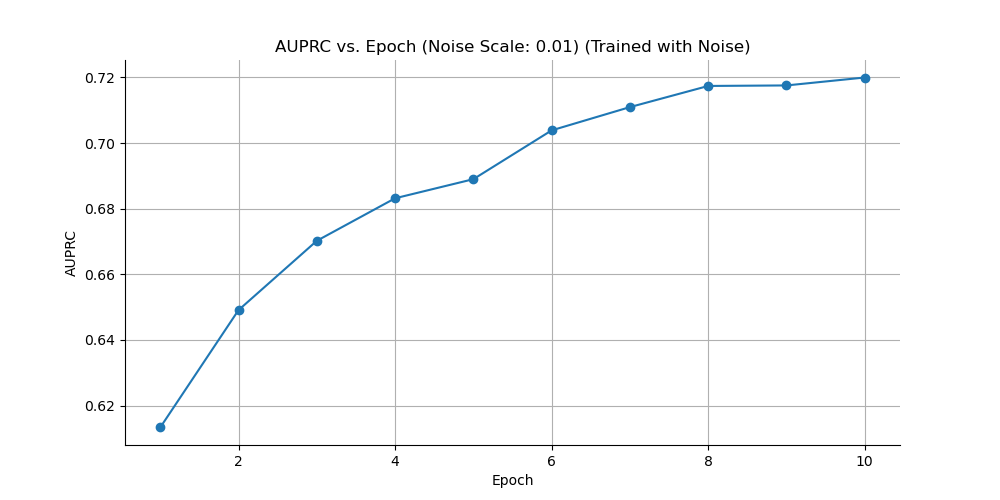 AUPRC vs. Epoch (Noise Scale: 0.01) (Trained with Noise)
0.72
0.70
0.68
0.66
0.64
0.62
AUPRC
2 4 6 8 10
Epoch